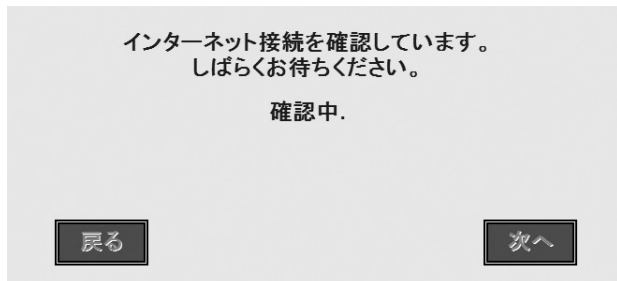 インターネット接続を確認しています。
しばらくお待ちください。
確認中.
戻る
次へ